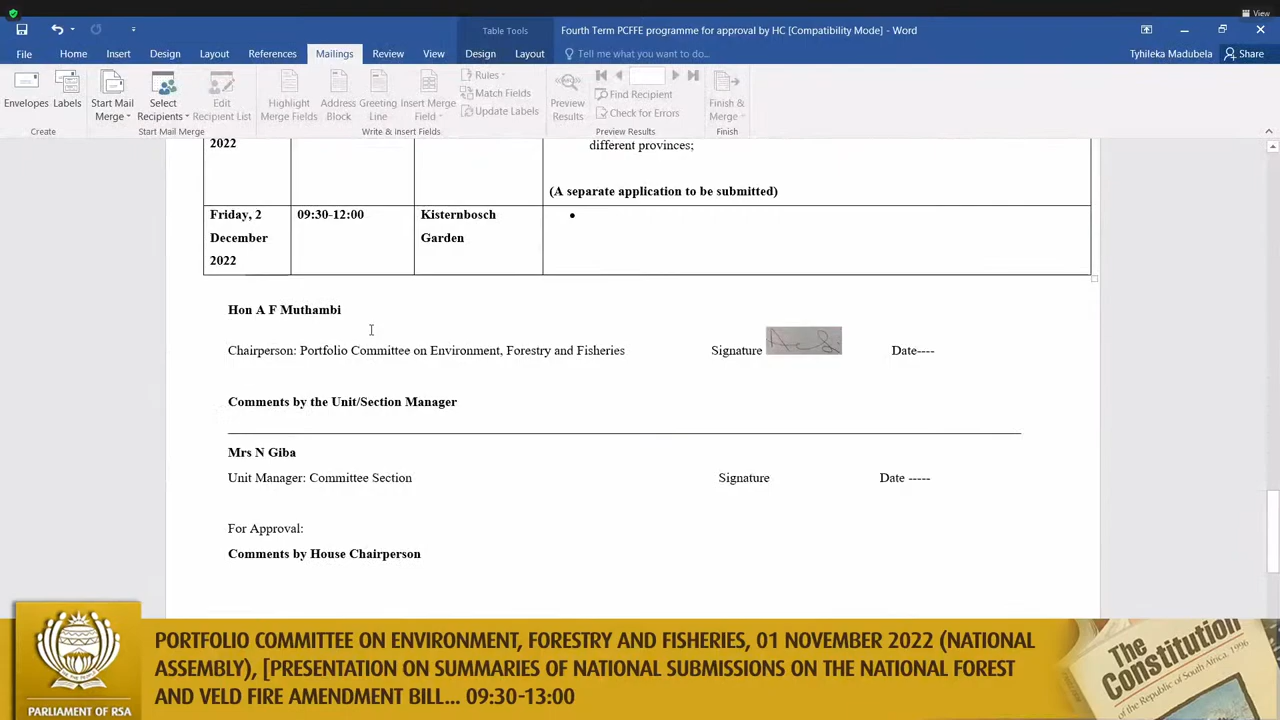 View
Table Tools
Fourth Term PCFFE programme for approval by HC [Compatibility Mode] - Word
File Home Insert Design Layout References Mailings Review View Design Layout Tell me what you want to do...
Tyhileka Madubela Share
Envelopes Labels Start Mail Merge Select Recipients Edit Recipient List Highlight Merge Fields Address Block Greeting Line Insert Merge Field Rules Match Fields Update Labels Preview Results Find Recipient Check for Errors Finish & Merge
Create Start Mail Merge Write & Insert Fields Preview Results Finish
2022
different provinces;
(A separate application to be submitted)
Friday, 2 December 2022 09:30-12:00 Kisternbosch Garden •
Hon A F Muthambi
Chairperson: Portfolio Committee on Environment, Forestry and Fisheries Signature Date----
Comments by the Unit/Section Manager
Mrs N Giba
Unit Manager: Committee Section Signature Date -----
For Approval:
Comments by House Chairperson
PORTFOLIO COMMITTEE ON ENVIRONMENT, FORESTRY AND FISHERIES, 01 NOVEMBER 2022 (NATIONAL
ASSEMBLY), [PRESENTATION ON SUMMARIES OF NATIONAL SUBMISSIONS ON THE NATIONAL FOREST
AND VELD FIRE AMENDMENT BILL... 09:30-13:00
PARLIAMENT OF RSA
The Constitution
of the Republic of South Africa, 1996